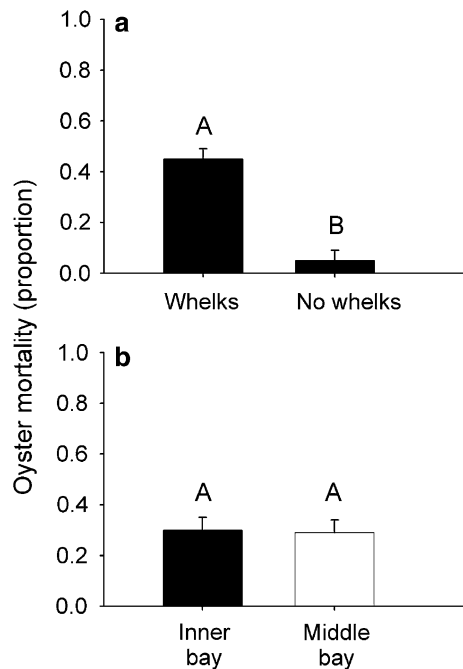 Oyster mortality (proportion)
a
1.0
0.8
0.6
0.4
0.2
0.0
A
B
Whelks No whelks
b
1.0
0.8
0.6
0.4
0.2
0.0
A A
Inner bay
Middle bay